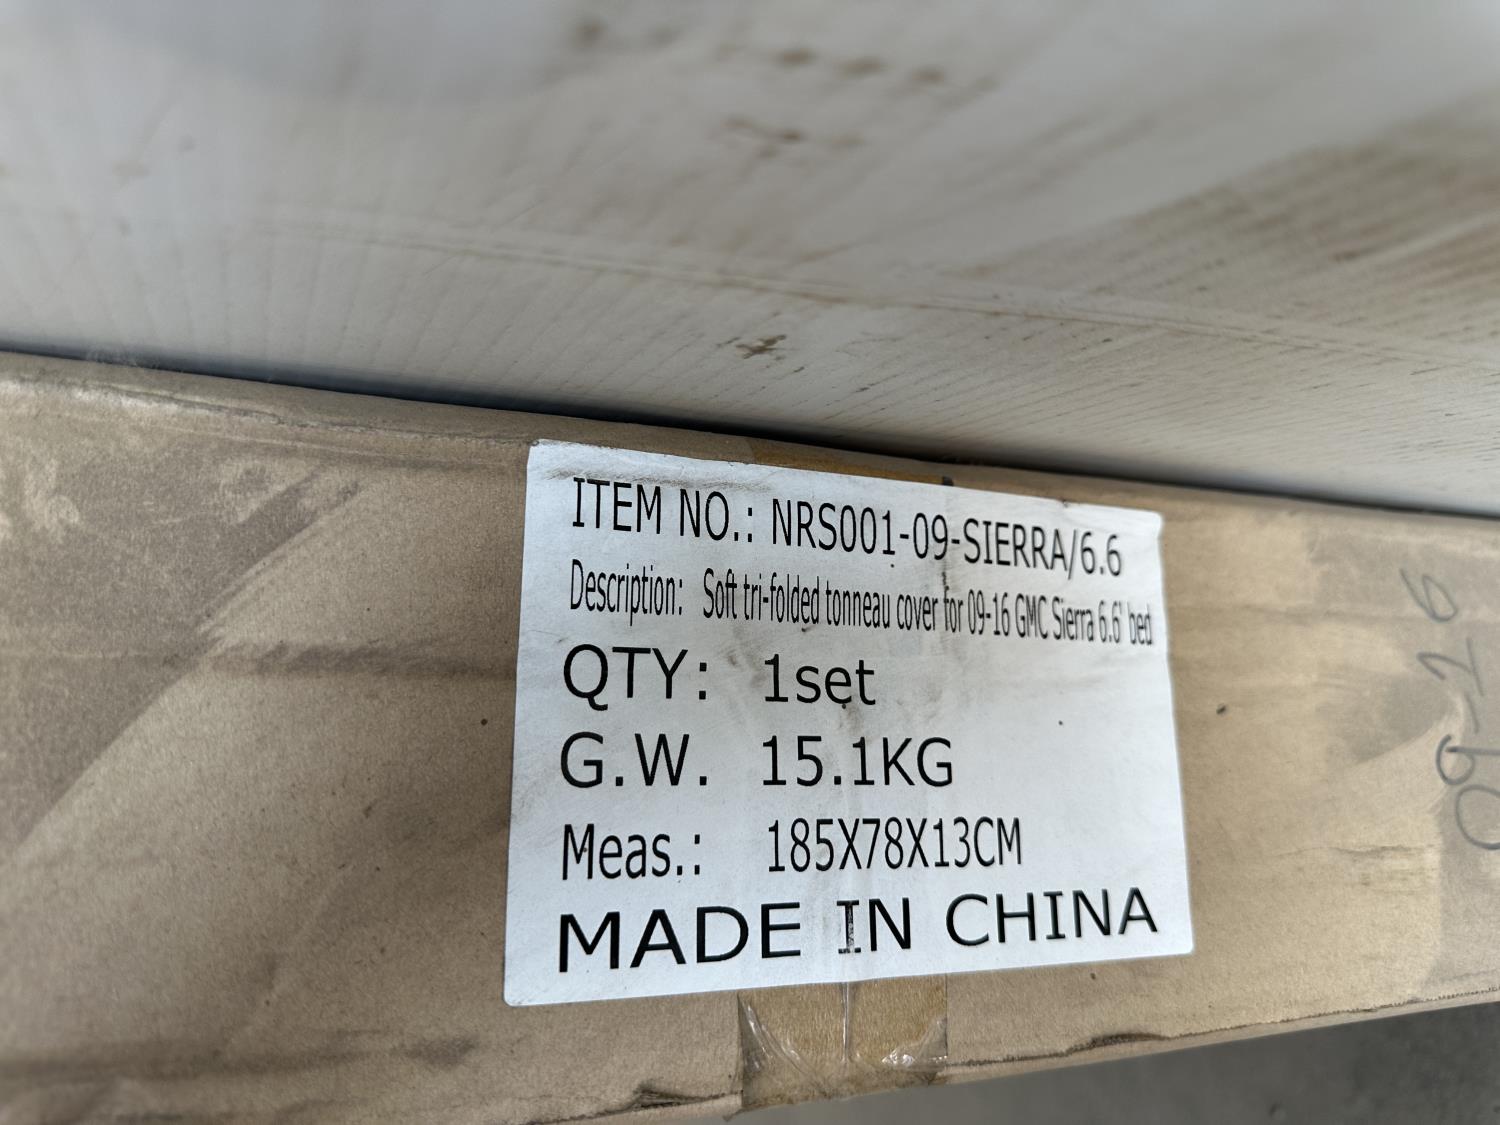 ITEM NO.: NRS001-09-SIERRA/6.6
Description: Soft tri-folded tonneau cover for 09-16 GMC Sierra 6.6' bed
QTY: 1set
G.W. 15.1KG
Meas.: 185X78X13CM
MADE IN CHINA
09-26